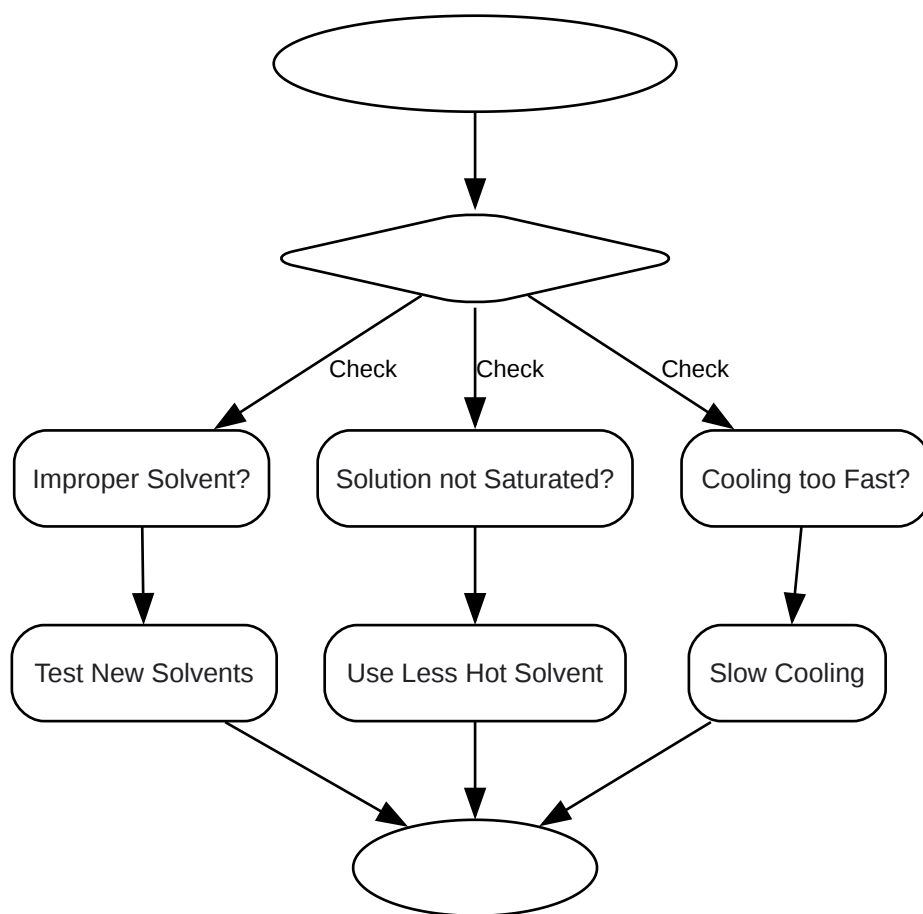 Check
Check
Check
Improper Solvent?
Solution not Saturated?
Cooling too Fast?
Test New Solvents
Use Less Hot Solvent
Slow Cooling